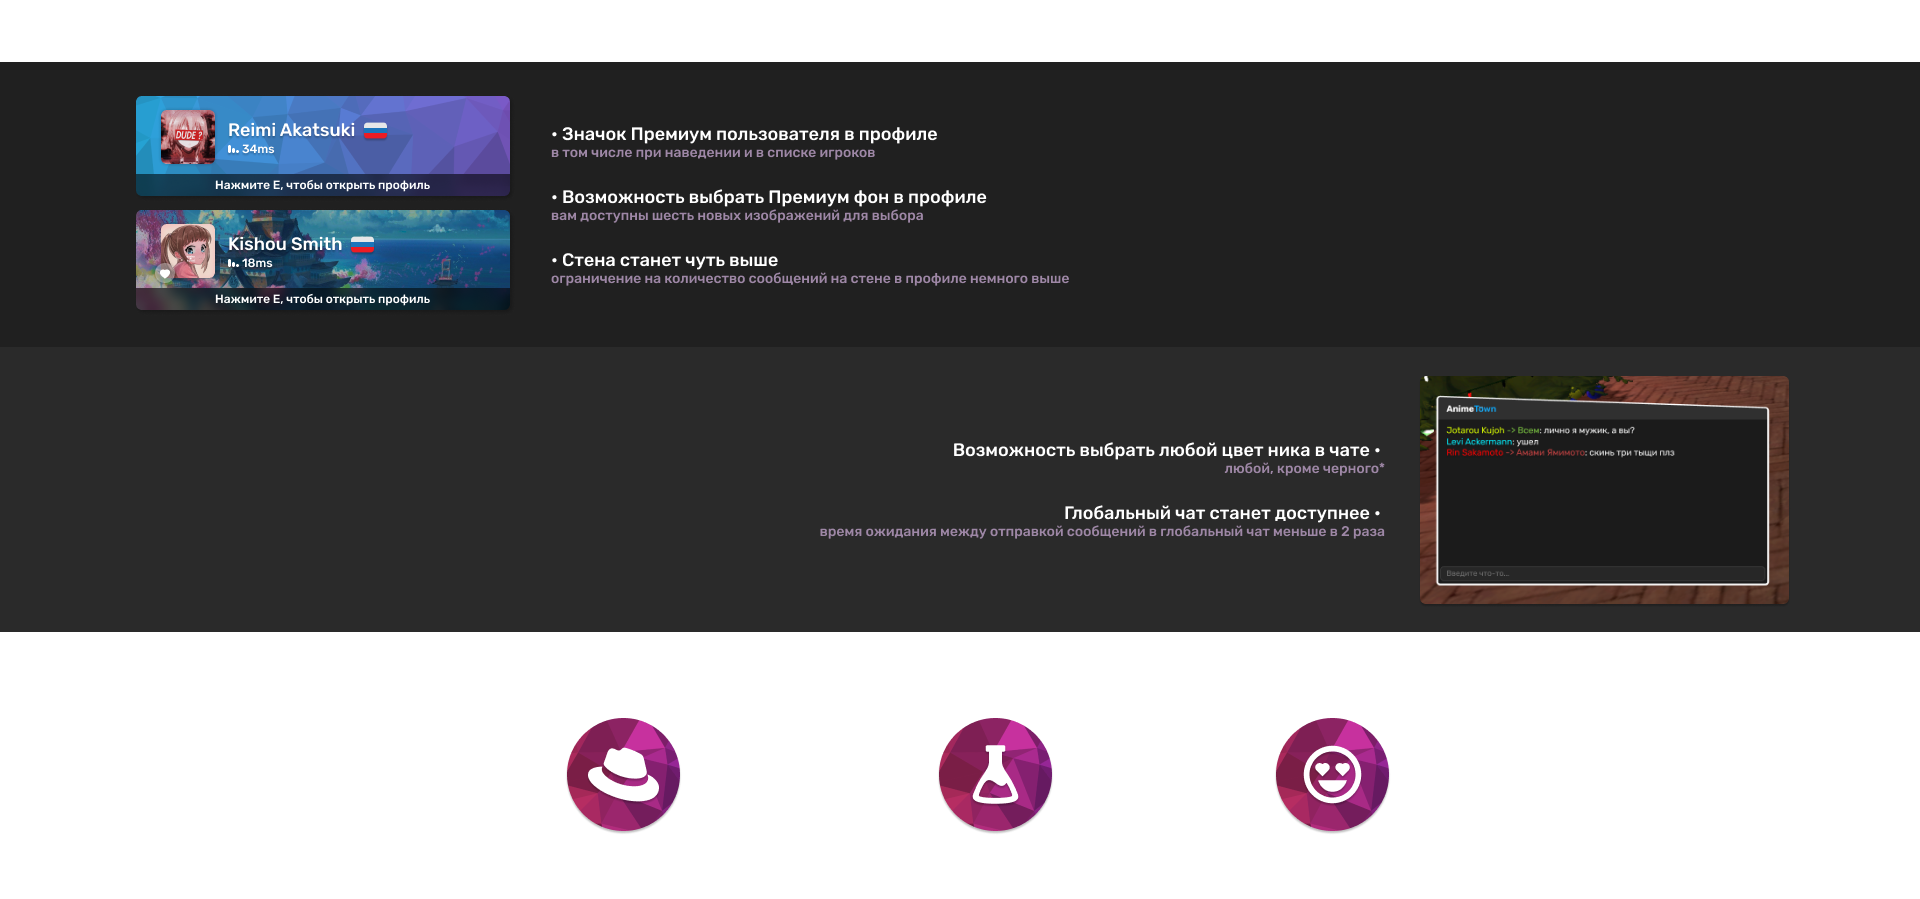 DUDE ?
Reimi Akatsuki
34ms
Нажмите E, чтобы открыть профиль
Kishou Smith
18ms
Нажмите E, чтобы открыть профиль
• Значок Премиум пользователя в профиле
в том числе при наведении и в списке игроков
• Возможность выбрать Премиум фон в профиле
вам доступны шесть новых изображений для выбора
• Стена станет чуть выше
ограничение на количество сообщений на стене в профиле немного выше
Возможность выбрать любой цвет ника в чате •
любой, кроме черного*
Глобальный чат станет доступнее •
время ожидания между отправкой сообщений в глобальный чат меньше в 2 раза
AnimeTown
Jotarou Kujoh -> Всем: лично я мужик, а вы?
Levi Ackermann: ушел
Rin Sakamoto -> Амами Ямимото: скинь три тыщи плз
Введите что-то...